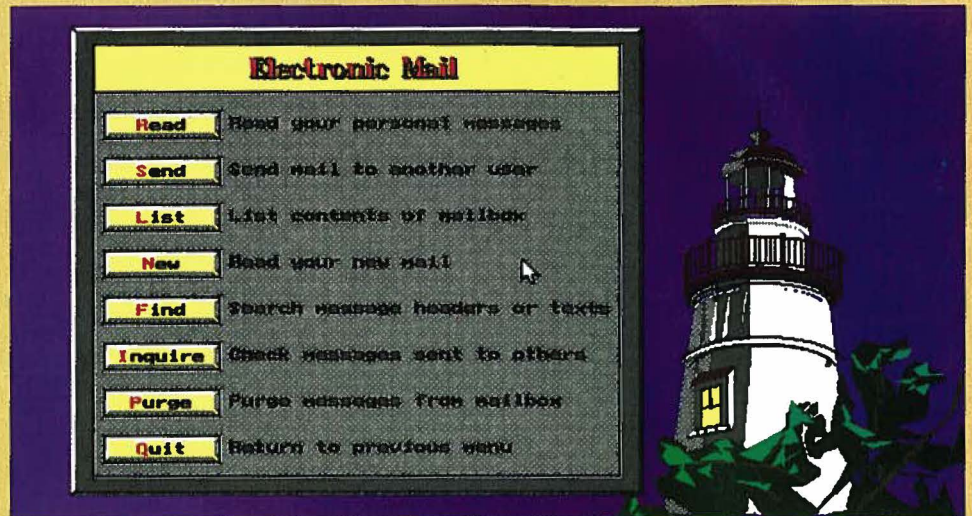 Electronic Mail
Read Read your personal messages
Send Send mail to another user
List List contents of mailbox
New Read your new mail
Find Search message headers or texts
Inquire Check messages sent to others
Purge Purge messages from mailbox
Quit Return to previous menu